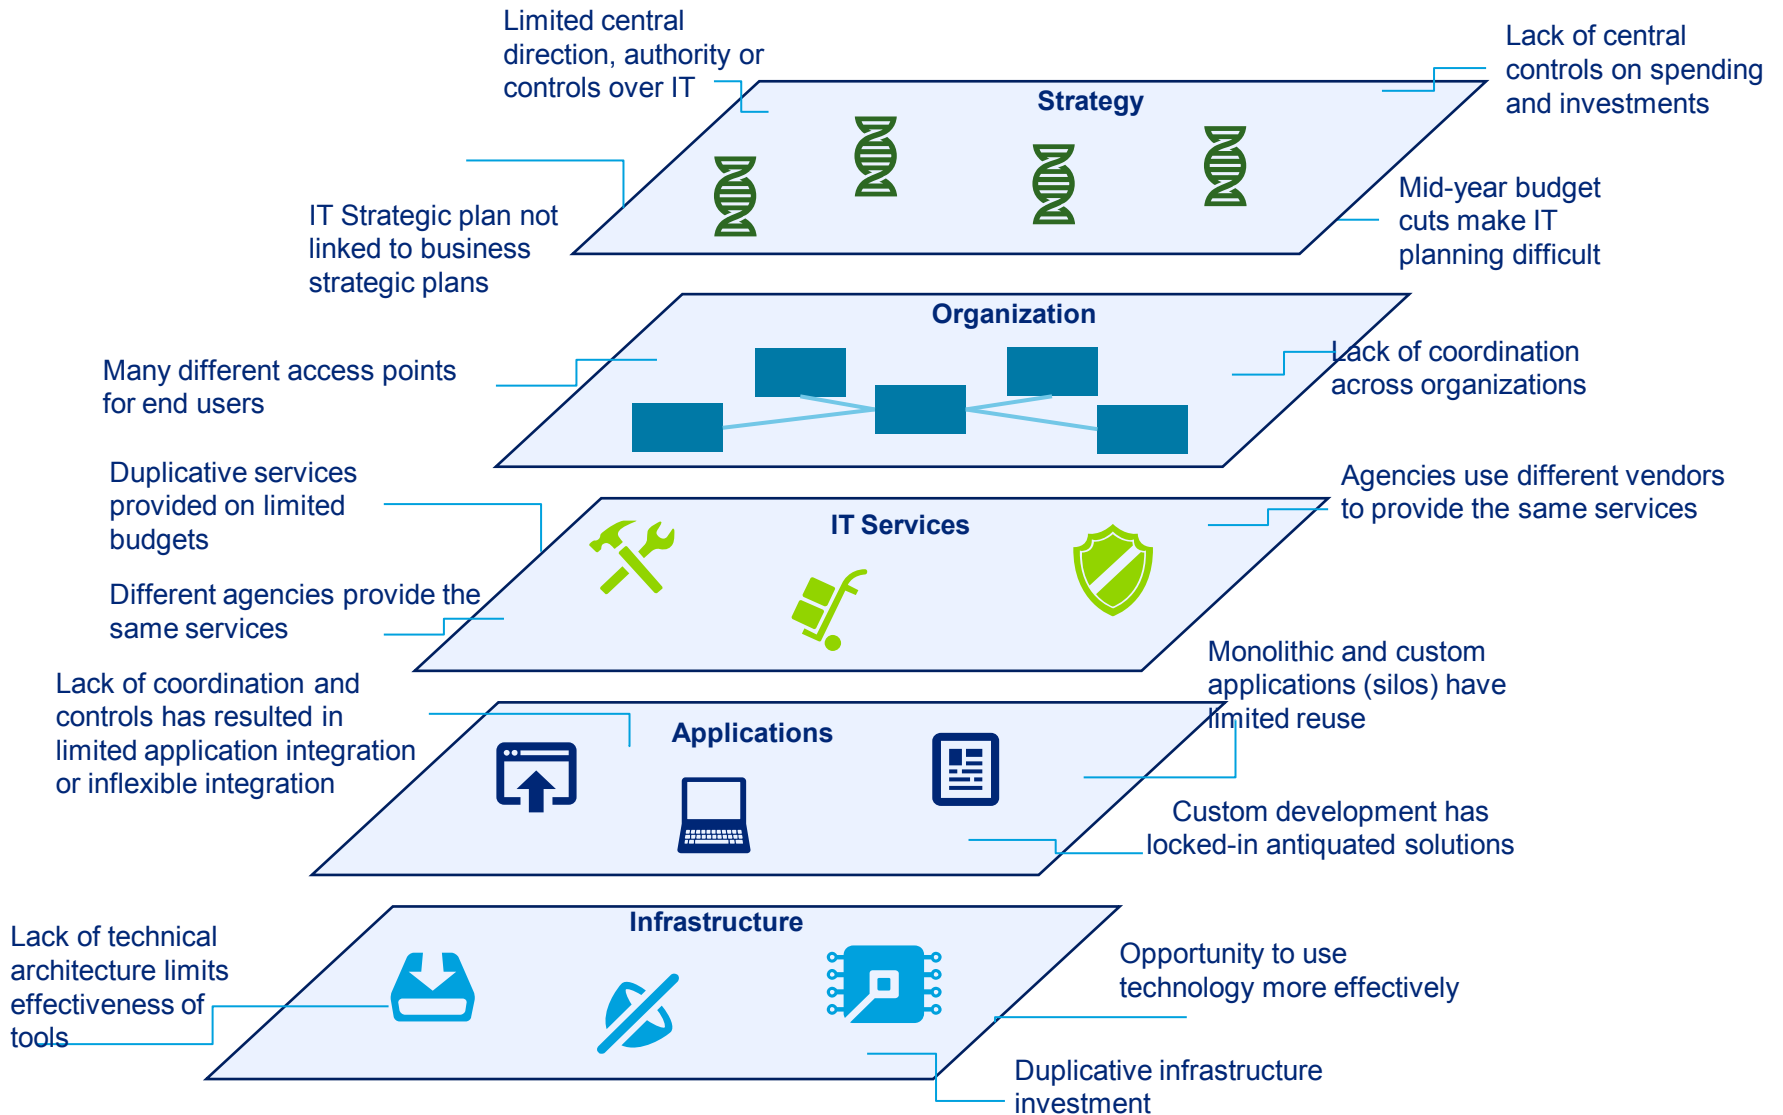 Limited central
direction, authority or
controls over IT
Lack of central
controls on spending
and investments
Strategy
IT Strategic plan not
linked to business
strategic plans
Mid-year budget
cuts make IT
planning difficult
Organization
Many different access points
for end users
Lack of coordination
across organizations
Duplicative services
provided on limited
budgets
Agencies use different vendors
to provide the same services
IT Services
Different agencies provide the
same services
Lack of coordination and
controls has resulted in
limited application integration
or inflexible integration
Monolithic and custom
applications (silos) have
limited reuse
Applications
Custom development has
locked-in antiquated solutions
Infrastructure
Lack of technical
architecture limits
effectiveness of
tools
Opportunity to use
technology more effectively
Duplicative infrastructure
investment